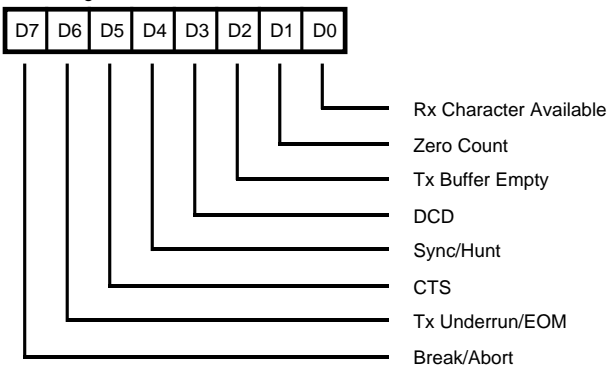 D7 D6 D5 D4 D3 D2 D1 D0
Rx Character Available
Zero Count
Tx Buffer Empty
DCD
Sync/Hunt
CTS
Tx Underrun/EOM
Break/Abort